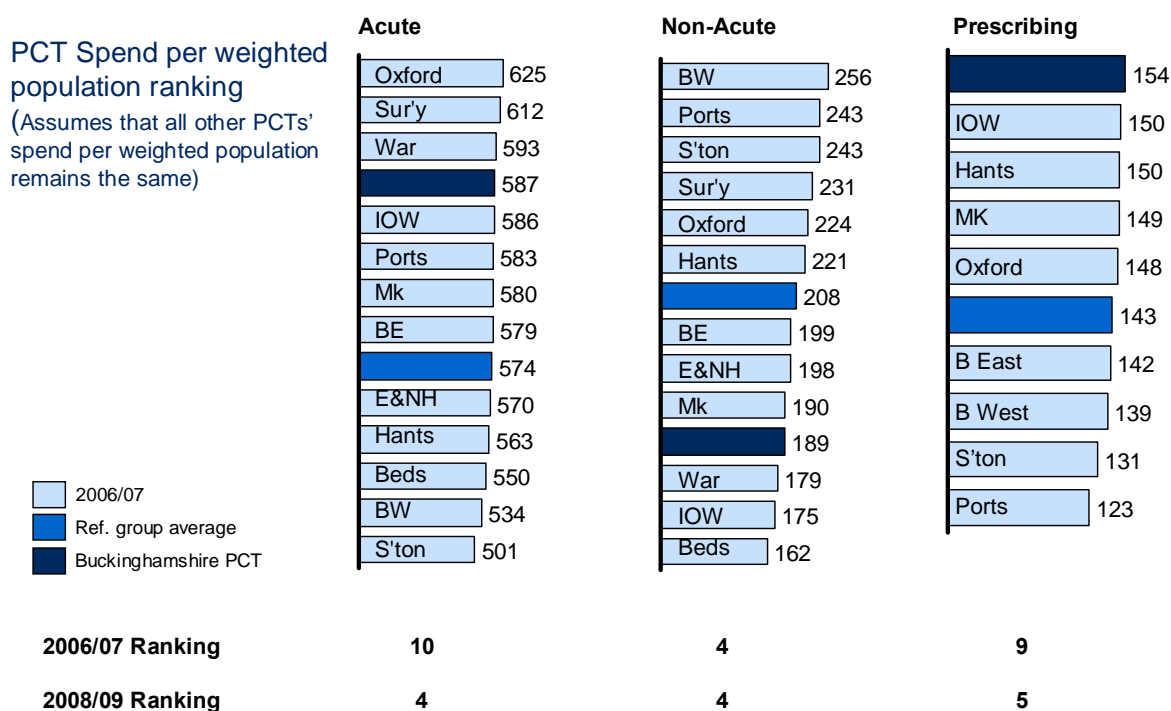 PCT Spend per weighted
population ranking
(Assumes that all other PCTs'
spend per weighted population
remains the same)
Acute
Oxford 625
Sur'y 612
War 593
587
IOW 586
Ports 583
Mk 580
BE 579
574
E&NH 570
Hants 563
Beds 550
BW 534
S'ton 501
Non-Acute
BW 256
Ports 243
S'ton 243
Sur'y 231
Oxford 224
Hants 221
208
BE 199
E&NH 198
Mk 190
189
War 179
IOW 175
Beds 162
Prescribing
154
IOW 150
Hants 150
MK 149
Oxford 148
143
B East 142
B West 139
S'ton 131
Ports 123
2006/07
Ref. group average
Buckinghamshire PCT
2006/07 Ranking 10 4 9
2008/09 Ranking 4 4 5